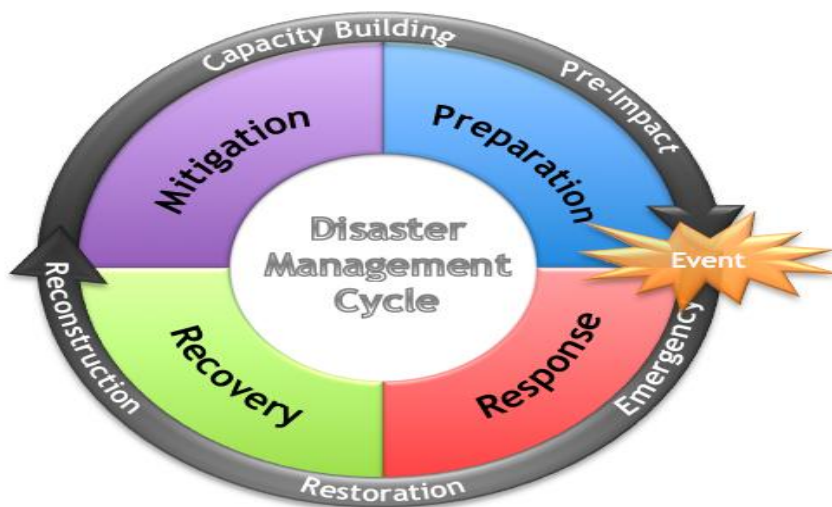 Capacity Building
Pre-Impact
Mitigation
Preparation
Disaster
Management
Cycle
Event
Reconstruction
Recovery
Response
Emergency
Restoration